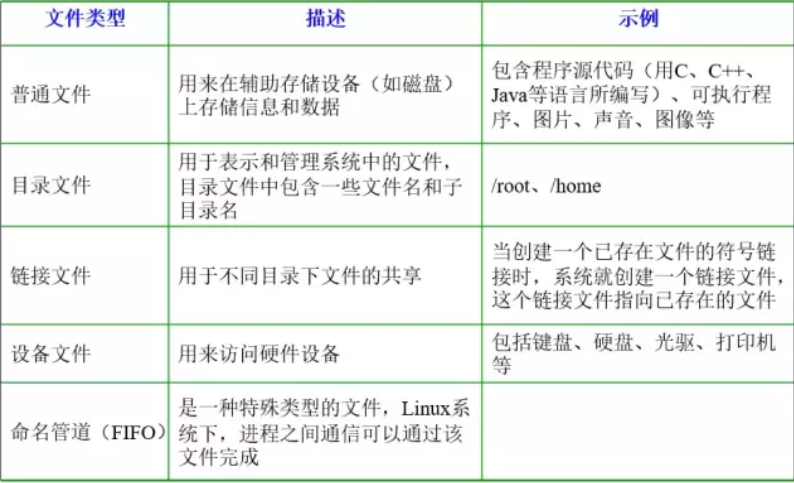 文件类型
描述
示例
普通文件
用来在辅助存储设备（如磁盘）
上存储信息和数据
包含程序源代码（用C、C++、
Java等语言所编写）、可执行程
序、图片、声音、图像等
目录文件
用于表示和管理系统中的文件，
目录文件中包含一些文件名和子
目录名
/root、/home
链接文件
用于不同目录下文件的共享
当创建一个已存在文件的符号链
接时，系统就创建一个链接文件，
这个链接文件指向已存在的文件
设备文件
用来访问硬件设备
包括键盘、硬盘、光驱、打印机
等
命名管道（FIFO）
是一种特殊类型的文件，Linux系
统下，进程之间通信可以通过该
文件完成